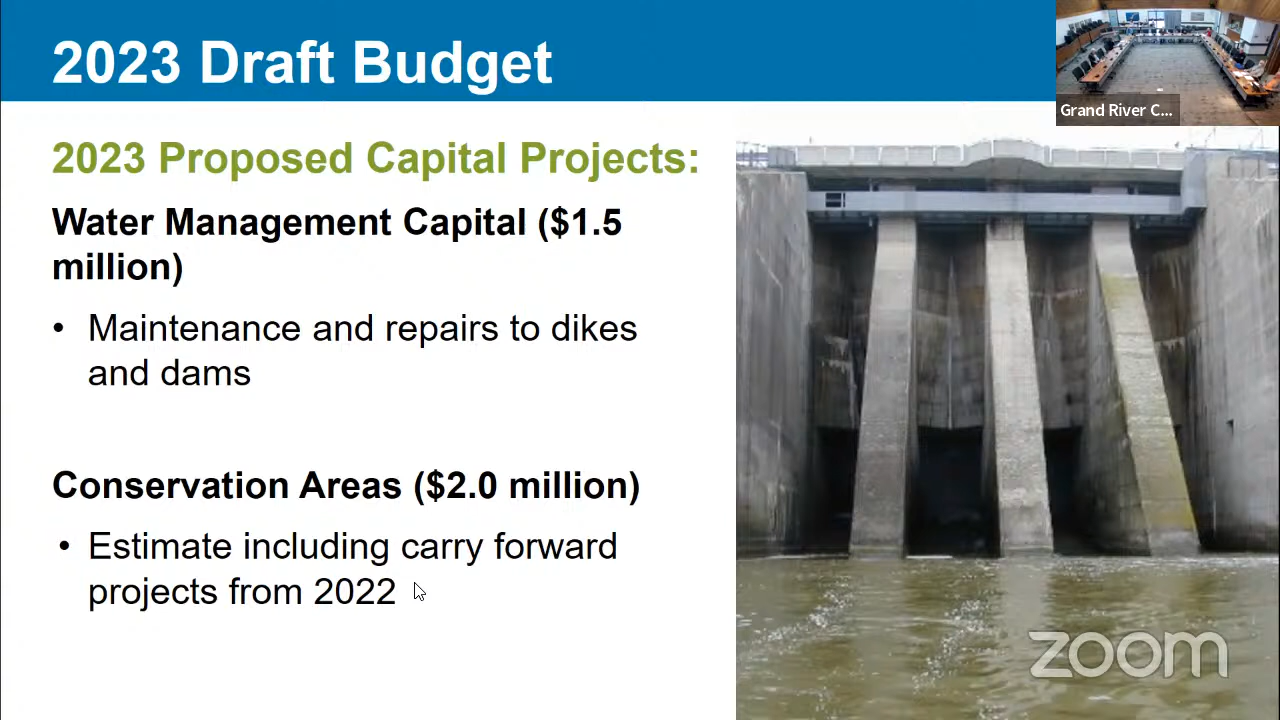 2023 Draft Budget
Grand River C...
2023 Proposed Capital Projects:
Water Management Capital ($1.5
million)
• Maintenance and repairs to dikes
and dams
Conservation Areas ($2.0 million)
• Estimate including carry forward
projects from 2022
zoom